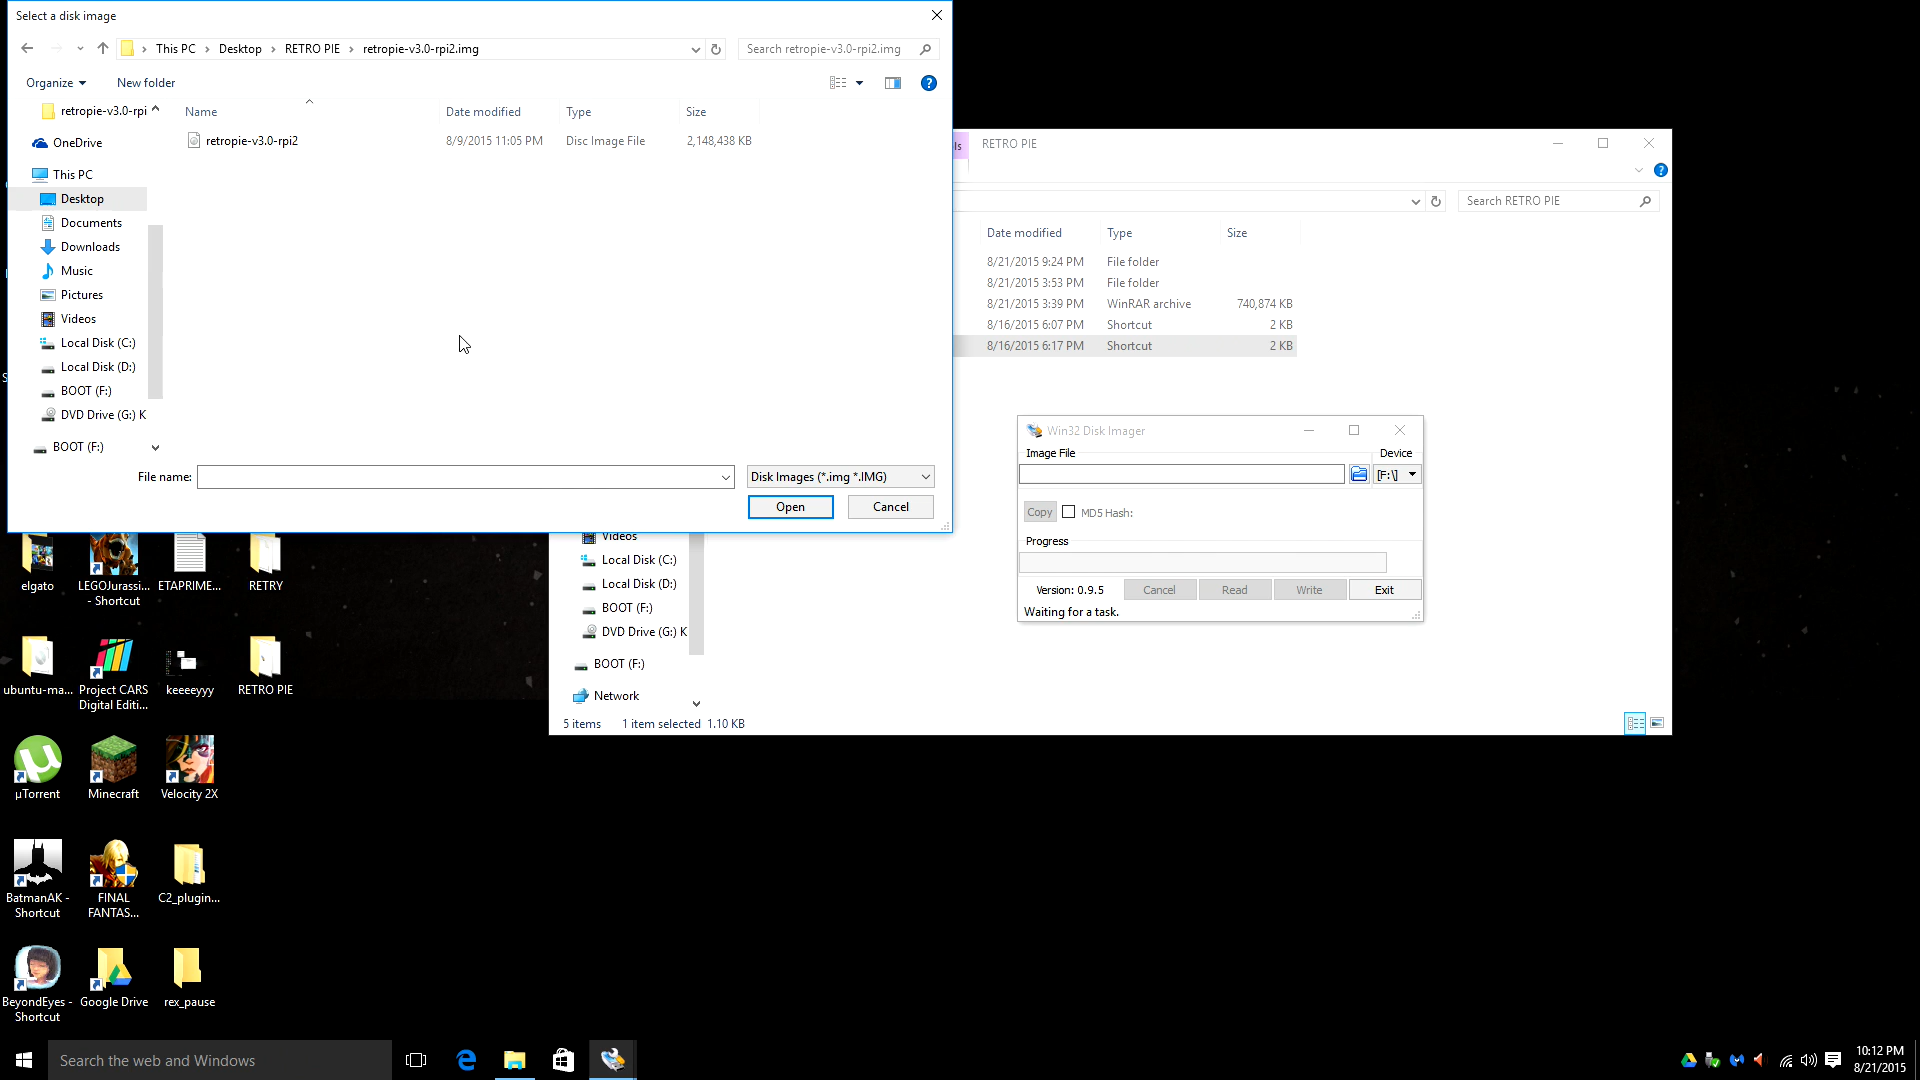 Select a disk image
This PC > Desktop > RETRO PIE > retropie-v3.0-rpi2.img
Search retropie-v3.0-rpi2.img
Organize
New folder
Name
Date modified
Type
Size
retropie-v3.0-rpi2
8/9/2015 11:05 PM
Disc Image File
2,148,438 KB
retropie-v3.0-rpi
OneDrive
This PC
Desktop
Documents
Downloads
Music
Pictures
Videos
Local Disk (C:)
Local Disk (D:)
BOOT (F:)
DVD Drive (G:) K
BOOT (F:)
File name:
Disk Images (*.img *.IMG)
Open
Cancel
ls
RETRO PIE
Search RETRO PIE
Date modified
Type
Size
8/21/2015 9:24 PM
File folder
8/21/2015 3:53 PM
File folder
8/21/2015 3:39 PM
WinRAR archive
740,874 KB
8/16/2015 6:07 PM
Shortcut
2 KB
8/16/2015 6:17 PM
Shortcut
2 KB
Videos
Local Disk (C:)
Local Disk (D:)
BOOT (F:)
DVD Drive (G:) K
BOOT (F:)
Network
5 items
1 item selected 1.10 KB
Win32 Disk Imager
Image File
Device
[F:\]
Copy
MD5 Hash:
Progress
Version: 0.9.5
Cancel
Read
Write
Exit
Waiting for a task.
elgato
LEGOJurassi...
- Shortcut
ETAPRIME...
RETRY
ubuntu-ma...
Project CARS
Digital Editi...
keeeeyyy
RETRO PIE
µTorrent
Minecraft
Velocity 2X
BatmanAK -
Shortcut
FINAL
FANTAS...
C2_plugin...
BeyondEyes -
Shortcut
Google Drive
rex_pause
Search the web and Windows
10:12 PM
8/21/2015